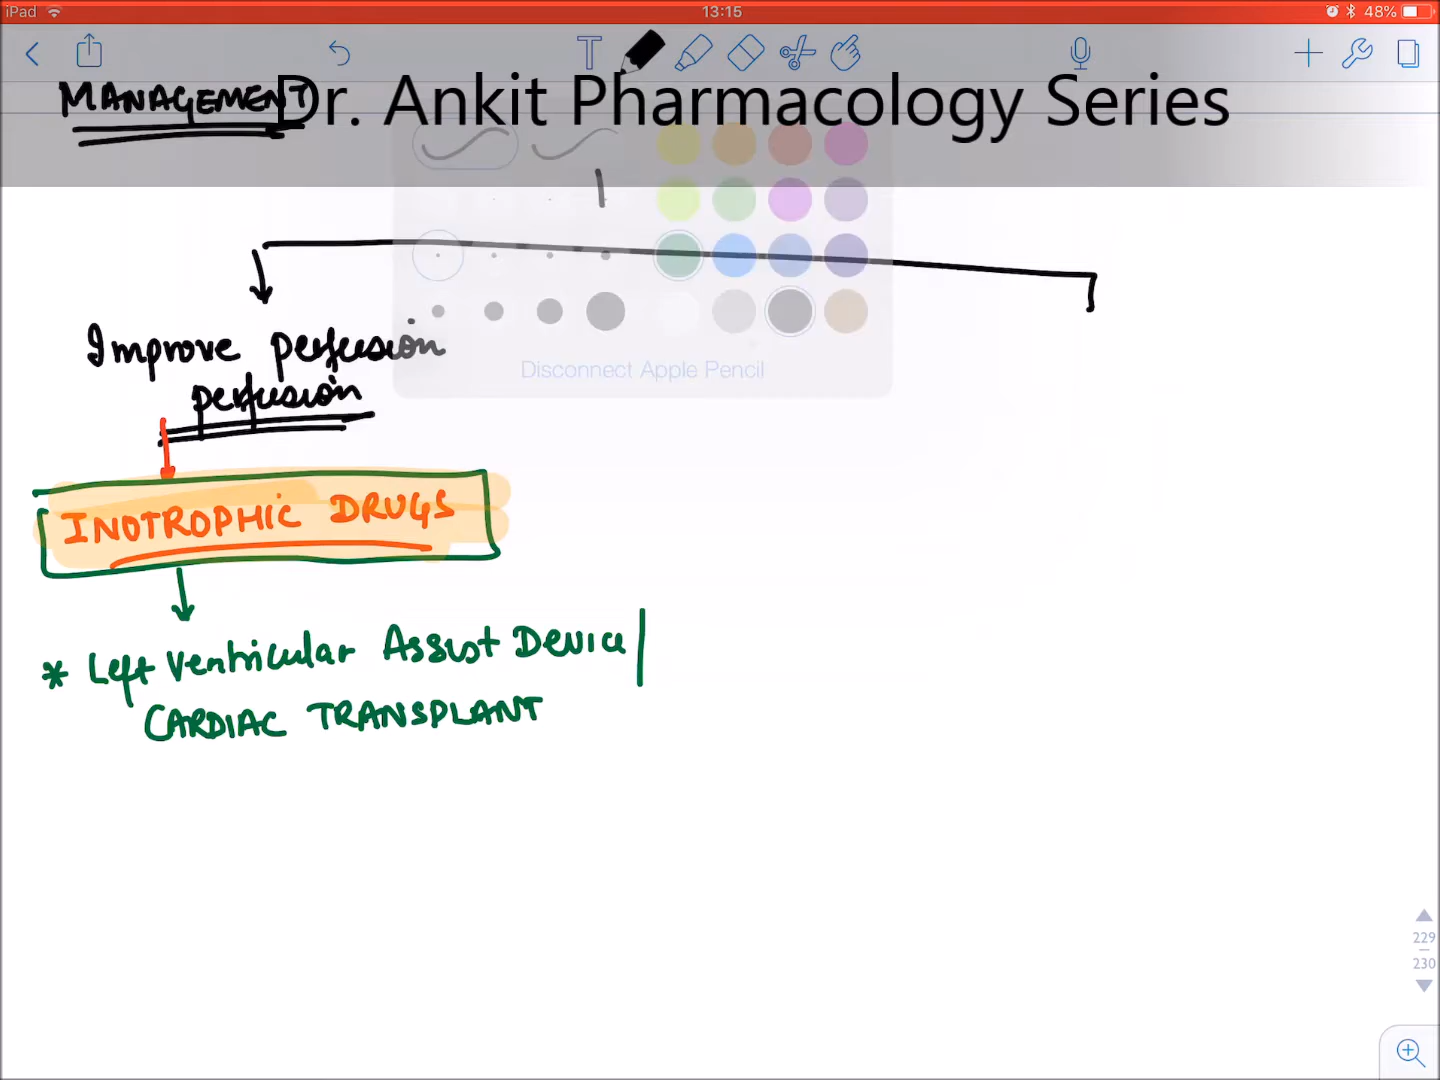 iPad 13:15 48%
MANAGEMENT
Dr. Ankit Pharmacology Series
Disconnect Apple Pencil
Improve perfusion
perfusion
INOTROPHIC DRUGS
* Left Ventricular Assist Device/
CARDIAC TRANSPLANT
229
230